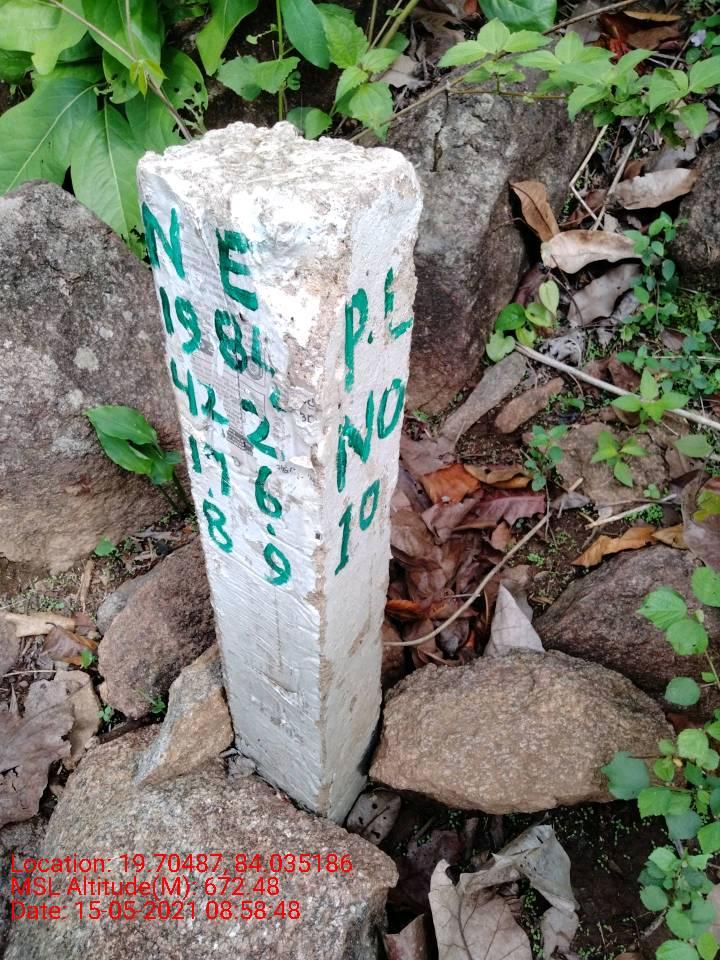 N E
19 84
42 2
17 6.
.8 9
P.L
NO
10
Location: 19.70487,84.035186
MSL Altitude(M): 672.48
Date: 15-05-2021 08:58:48